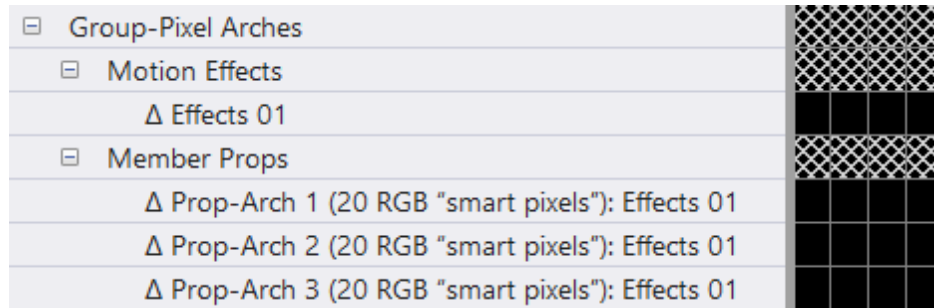 Group-Pixel Arches
Motion Effects
Δ Effects 01
Member Props
Δ Prop-Arch 1 (20 RGB “smart pixels”): Effects 01
Δ Prop-Arch 2 (20 RGB “smart pixels”): Effects 01
Δ Prop-Arch 3 (20 RGB “smart pixels”): Effects 01